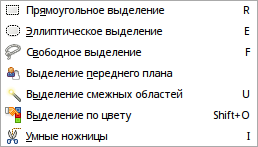 Прямоугольное выделение R
Эллиптическое выделение E
Свободное выделение F
Выделение переднего плана
Выделение смежных областей U
Выделение по цвету Shift+O
Умные ножницы I